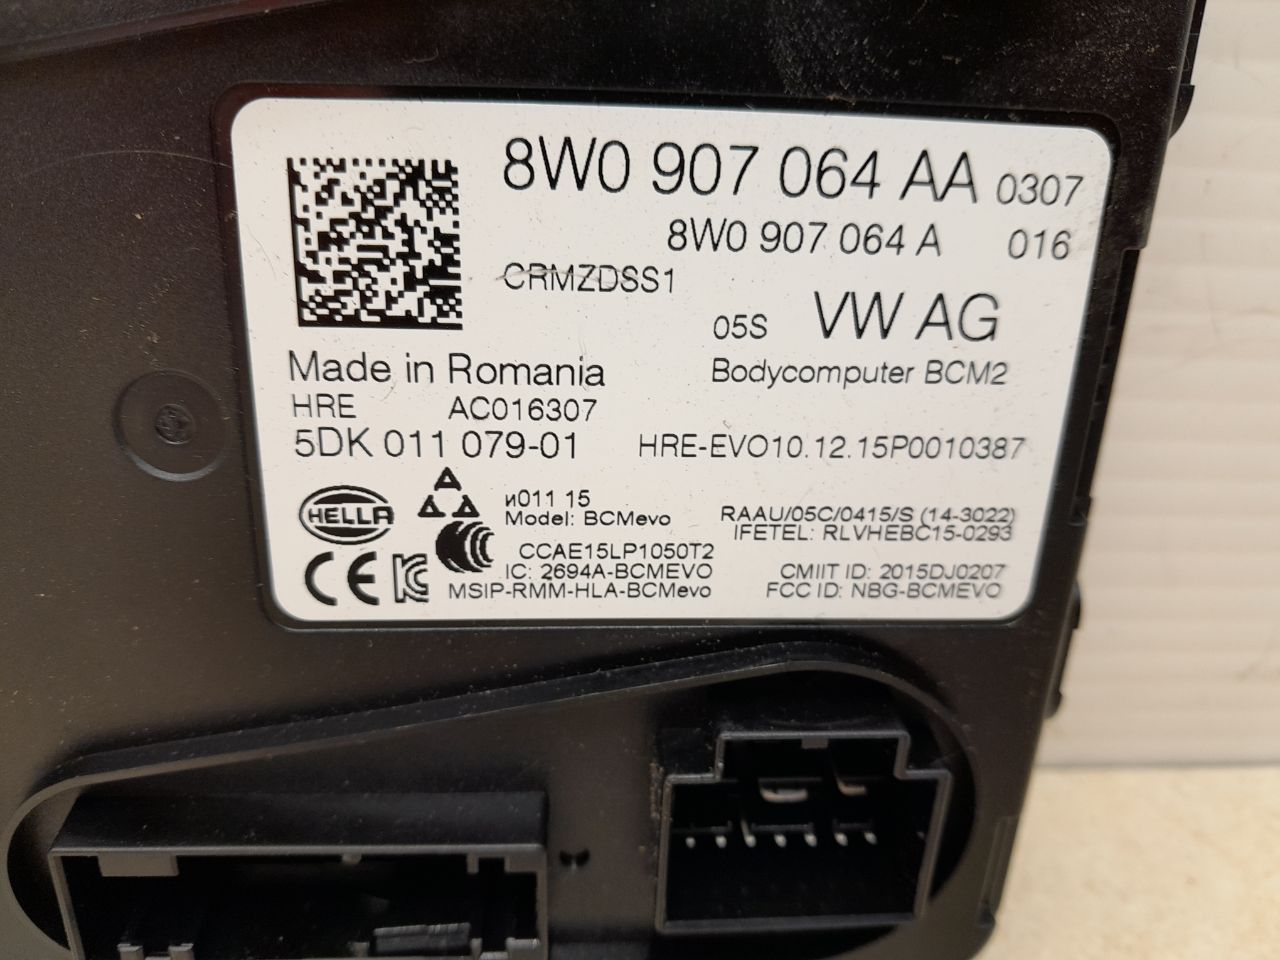 8W0 907 064 AA 0307
8W0 907 064 A 016
CRMZDSS1
05S VW AG
Made in Romania
Bodycomputer BCM2
HRE AC016307
5DK 011 079-01 HRE-EVO10.12.15P0010387
HELLA
и011 15
Model: BCMevo
RAAU/05C/0415/S (14-3022)
IFETEL: RLVHEBC15-0293
CCAE15LP1050T2
IC: 2694A-BCMEVO
CMIIT ID: 2015DJ0207
CE
MSIP-RMM-HLA-BCMevo
FCC ID: NBG-BCMEVO